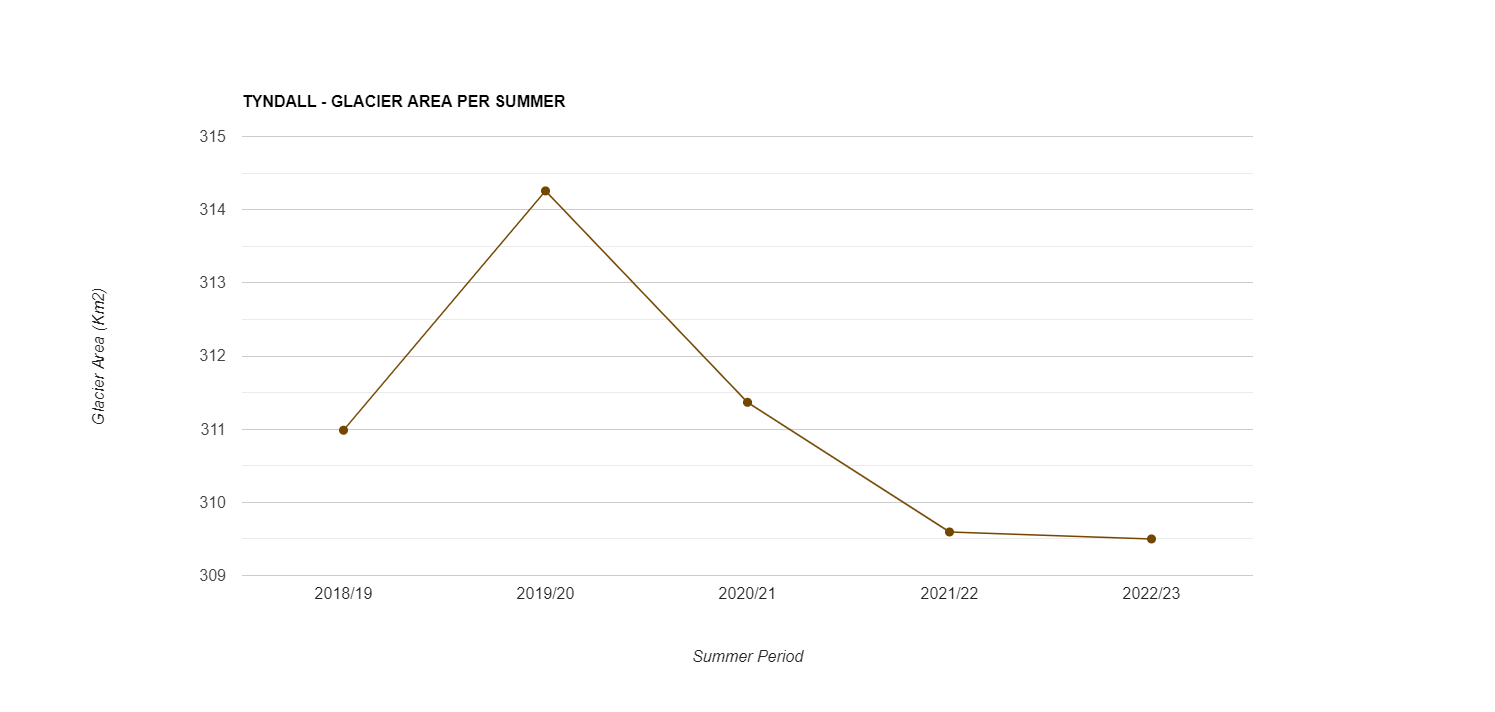 TYNDALL - GLACIER AREA PER SUMMER
315
314
313
312
311
310
309
Glacier Area (Km2)
2018/19 2019/20 2020/21 2021/22 2022/23
Summer Period